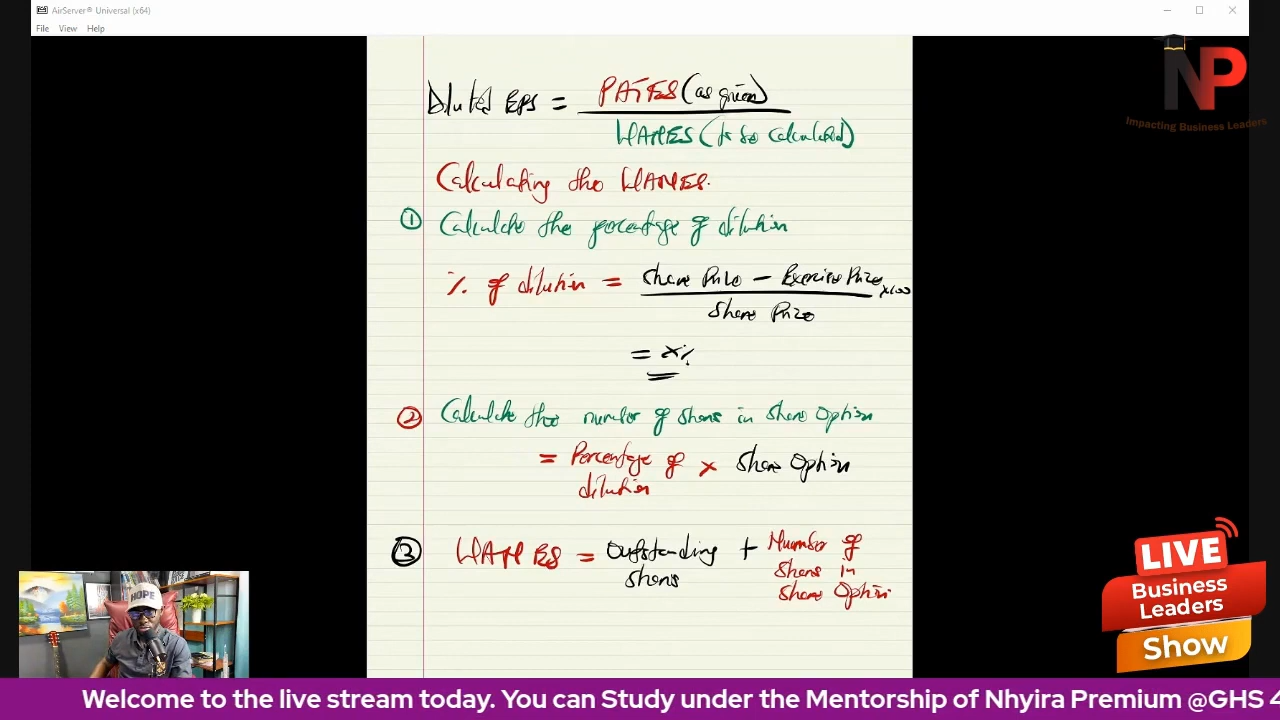 AirServer® Universal (x64)
File View Help
NP
Impacting Business Leaders
Diluted EPS = PATES (as given)
WANES (to be calculated)
Calculating the WANES.
① Calculate the percentage of dilution
% of dilution = Share Price – Exercise Price x100
Share Price
= x%
② Calculate the number of shares in share option
= Percentage of dilution x Share Option
③ WANES = Outstanding shares + Number of shares in share Option
HOPE
LIVE
Business
Leaders
Show
Welcome to the live stream today. You can Study under the Mentorship of Nhyira Premium @GHS 4